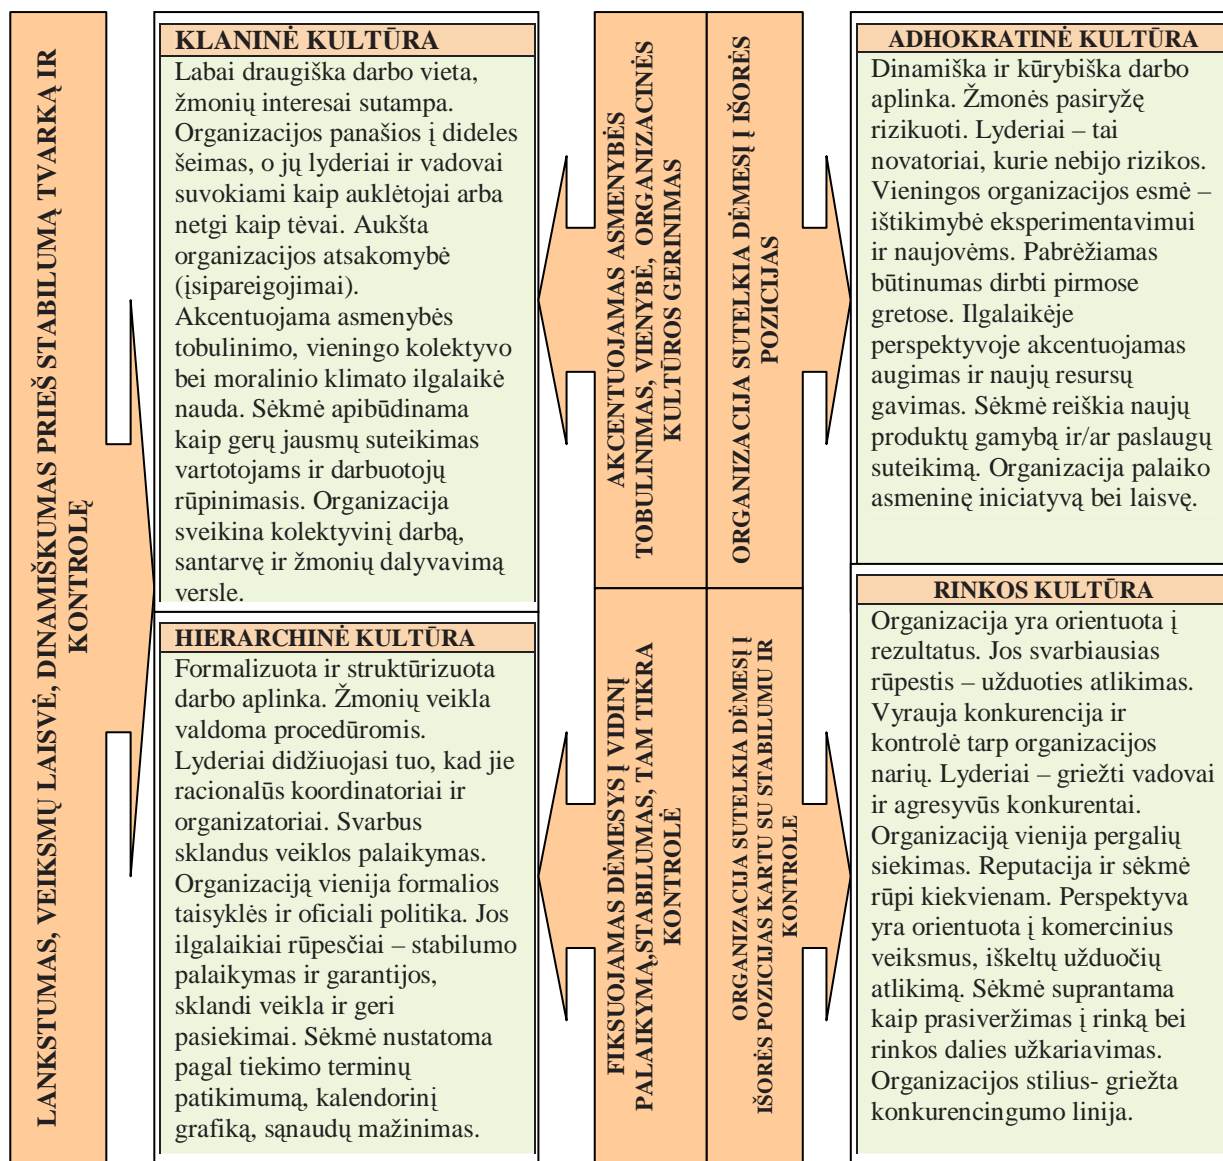 LANKSTUMAS, VEIKSMŲ LAISVĖ, DINAMIŠKUMAS PRIEŠ STABILUMĄ TVARKĄ IR
KONTROLĘ
KLANINĖ KULTŪRA
Labai draugiška darbo vieta,
žmonių interesai sutampa.
Organizacijos panašios į dideles
šeimas, o jų lyderiai ir vadovai
suvokiami kaip auklėtojai arba
netgi kaip tėvai. Aukšta
organizacijos atsakomybė
(įsipareigojimai).
Akcentuojama asmenybės
tobulinimo, vieningo kolektyvo
bei moralinio klimato ilgalaikė
nauda. Sėkmė apibūdinama
kaip gerų jausmų suteikimas
vartotojams ir darbuotojų
rūpinimasis. Organizacija
sveikina kolektyvinį darbą,
santarvę ir žmonių dalyvavimą
versle.
HIERARCHINĖ KULTŪRA
Formalizuota ir struktūrizuota
darbo aplinka. Žmonių veikla
valdoma procedūromis.
Lyderiai didžiuojasi tuo, kad jie
racionalūs koordinatoriai ir
organizatoriai. Svarbus
sklandus veiklos palaikymas.
Organizaciją vienija formalios
taisyklės ir oficiali politika. Jos
ilgalaikiai rūpesčiai – stabilumo
palaikymas ir garantijos,
sklandi veikla ir geri
pasiekimai. Sėkmė nustatoma
pagal tiekimo terminų
patikimumą, kalendorinį
grafiką, sąnaudų mažinimas.
AKCENTUOJAMAS ASMENYBĖS
TOBULINIMAS, VIENYBĖ, ORGANIZACINĖS
KULTŪROS GERINIMAS
ORGANIZACIJA SUTELKIA DĖMESĮ Į IŠORĖS
POZICIJAS
FIKSUOJAMAS DĖMESYS Į VIDINĮ
PALAIKYMĄ,STABILUMAS, TAM TIKRA
KONTROLĖ
ORGANIZACIJA SUTELKIA DĖMESĮ Į
IŠORĖS POZICIJAS KARTU SU STABILUMU IR
KONTROLE
ADHOKRATINĖ KULTŪRA
Dinamiška ir kūrybiška darbo
aplinka. Žmonės pasiryžę
rizikuoti. Lyderiai – tai
novatoriai, kurie nebijo rizikos.
Vieningos organizacijos esmė –
ištikimybė eksperimentavimui
ir naujovėms. Pabrėžiamas
būtinumas dirbti pirmose
gretose. Ilgalaikėje
perspektyvoje akcentuojamas
augimas ir naujų resursų
gavimas. Sėkmė reiškia naujų
produktų gamybą ir/ar paslaugų
suteikimą. Organizacija palaiko
asmeninę iniciatyvą bei laisvę.
RINKOS KULTŪRA
Organizacija yra orientuota į
rezultatus. Jos svarbiausias
rūpestis – užduoties atlikimas.
Vyrauja konkurencija ir
kontrolė tarp organizacijos
narių. Lyderiai – griežti vadovai
ir agresyvūs konkurentai.
Organizaciją vienija pergalių
siekimas. Reputacija ir sėkmė
rūpi kiekvienam. Perspektyva
yra orientuota į komercinius
veiksmus, iškeltų užduočių
atlikimą. Sėkmė suprantama
kaip prasiveržimas į rinką bei
rinkos dalies užkariavimas.
Organizacijos stilius- griežta
konkurencingumo linija.